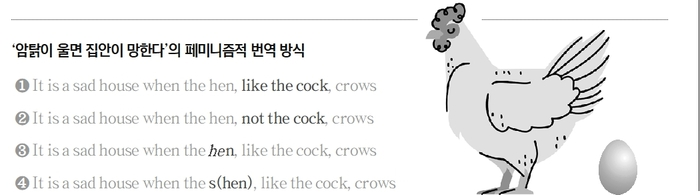 ‘암탉이 울면 집안이 망한다’의 페미니즘적 번역 방식
❶ It is a sad house when the hen, like the cock, crows
❷ It is a sad house when the hen, not the cock, crows
❸ It is a sad house when the hen, like the cock, crows
❹ It is a sad house when the s(hen), like the cock, crows